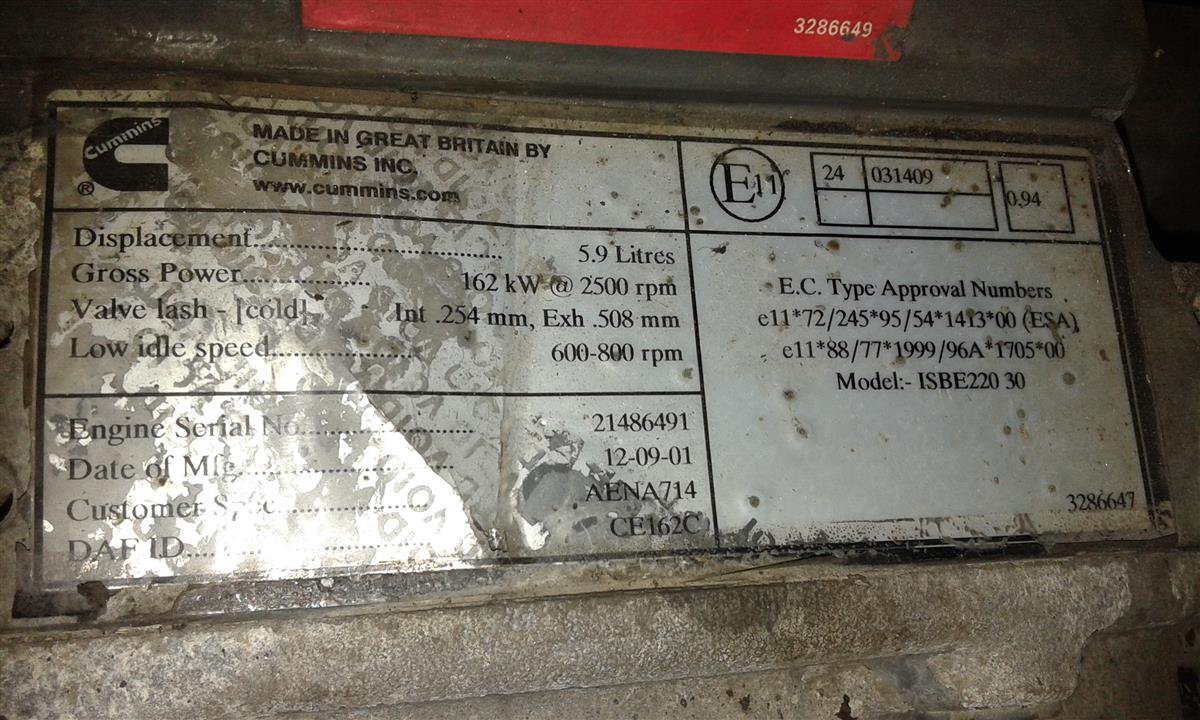 3286649
Cummins
®
MADE IN GREAT BRITAIN BY
CUMMINS INC.
www.cummins.com
E11
24 031409
0.94
Displacement.......................... 5.9 Litres
Gross Power............. 162 kW @ 2500 rpm
Valve lash - [cold] Int .254 mm, Exh .508 mm
Low idle speed............... 600-800 rpm
E.C. Type Approval Numbers
e11*72/245*95/54*1413*00 (ESA)
e11*88/77*1999/96A*1705*00
Model:- ISBE220 30
Engine Serial No................... 21486491
Date of Mfg...................... 12-09-01
Customer Spec................ AENA714
DAF ID....................... CE162C
3286647